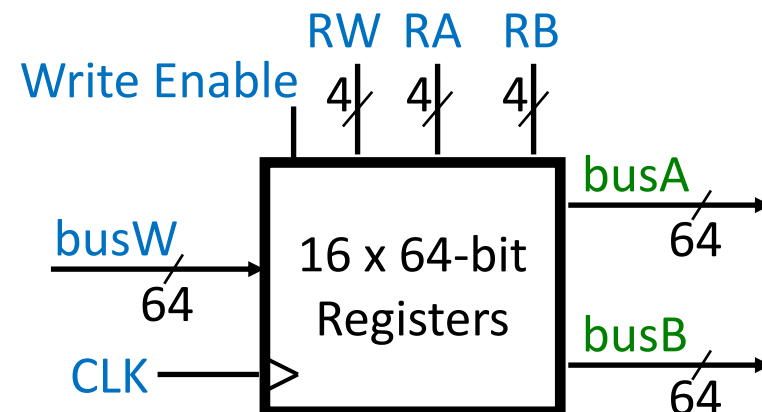 RW RA RB
Write Enable
4 4 4
busA
64
busW
64
16 x 64-bit
Registers
busB
64
CLK